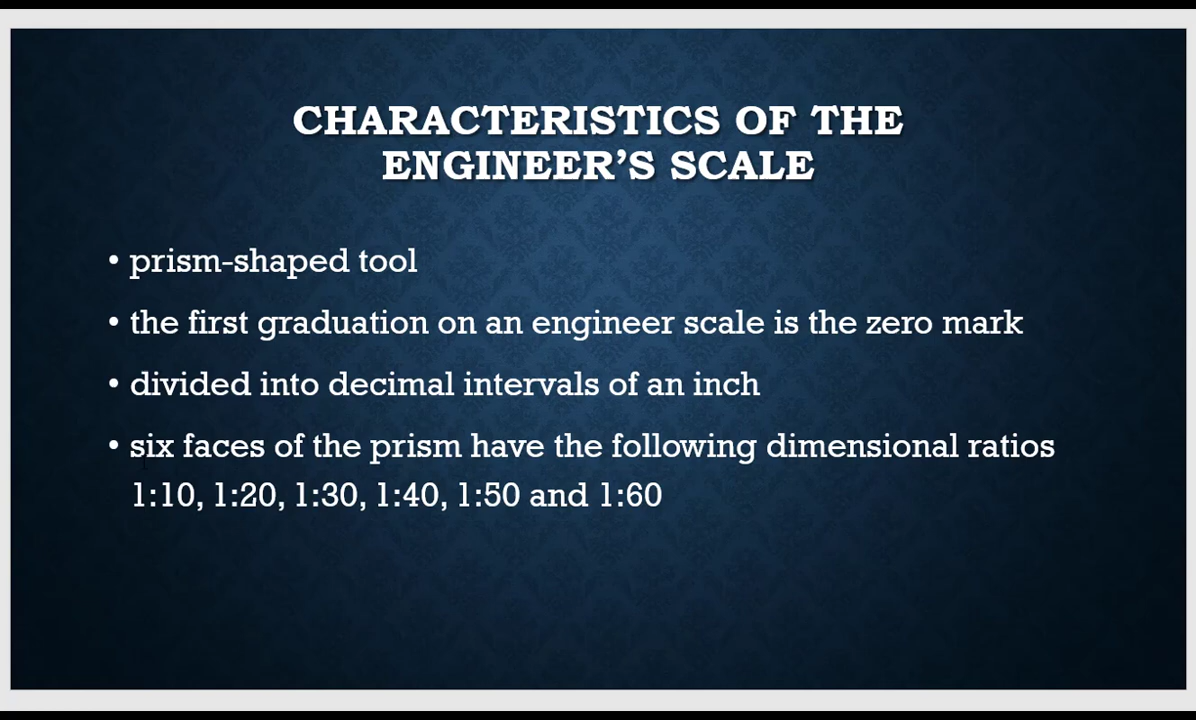 CHARACTERISTICS OF THE
ENGINEER’S SCALE
• prism-shaped tool
• the first graduation on an engineer scale is the zero mark
• divided into decimal intervals of an inch
• six faces of the prism have the following dimensional ratios
1:10, 1:20, 1:30, 1:40, 1:50 and 1:60